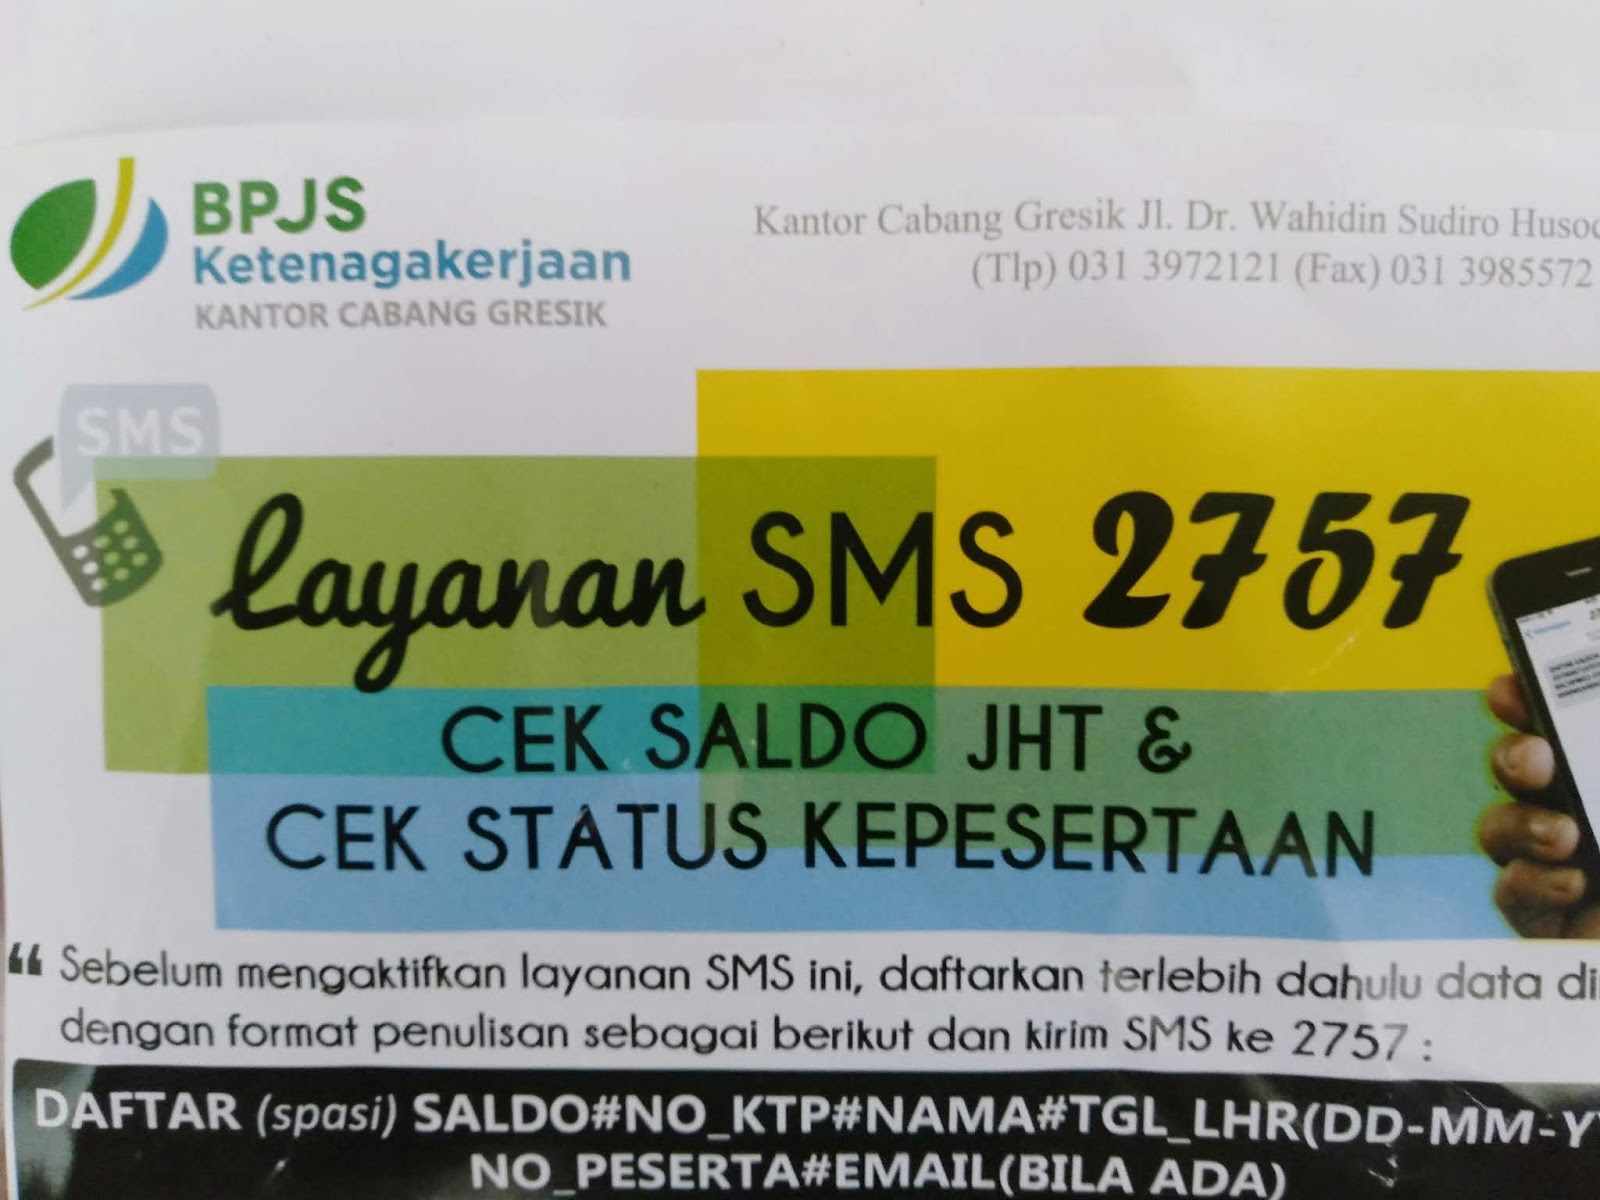 BPJS
Ketenagakerjaan
KANTOR CABANG GRESIK
Kantor Cabang Gresik Jl. Dr. Wahidin Sudiro Husod
(Tlp) 031 3972121 (Fax) 031 3985572
SMS
Layanan SMS 2757
CEK SALDO JHT &
CEK STATUS KEPESERTAAN
“ Sebelum mengaktifkan layanan SMS ini, daftarkan terlebih dahulu data di
dengan format penulisan sebagai berikut dan kirim SMS ke 2757 :
DAFTAR (spasi) SALDO#NO_KTP#NAMA#TGL_LHR(DD-MM-Y
NO_PESERTA#EMAIL(BILA ADA)